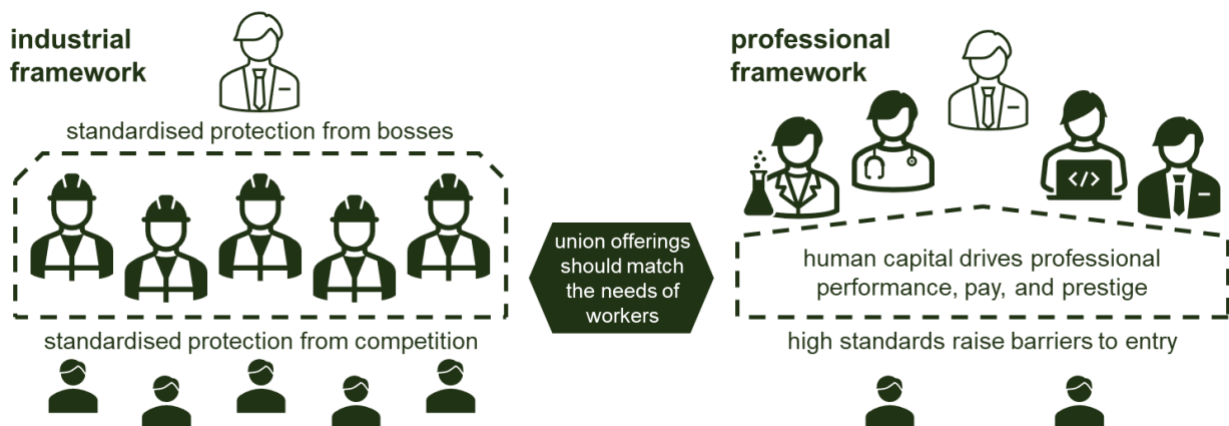 industrial
framework
standardised protection from bosses
standardised protection from competition
union offerings
should match
the needs of
workers
professional
framework
</>
human capital drives professional
performance, pay, and prestige
high standards raise barriers to entry